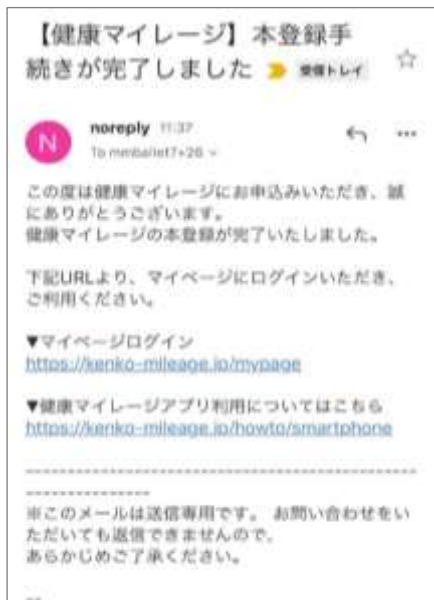 【健康マイレージ】本登録手
続きが完了しました 受信トレイ
N
noreply 11:37
To mmballet7+26
この度は健康マイレージにお申込みいただき、誠
にありがとうございます。
健康マイレージの本登録が完了いたしました。
下記URLより、マイページにログインいただき、
ご利用ください。
▼マイページログイン
https://kenko-mileage.jp/mypage
▼健康マイレージアプリ利用についてはこちら
https://kenko-mileage.jp/howto/smartphone
----------------------------------------------------
----------------
※このメールは送信専用です。 お問い合わせをい
ただいても返信できませんので、
あらかじめご了承ください。
--